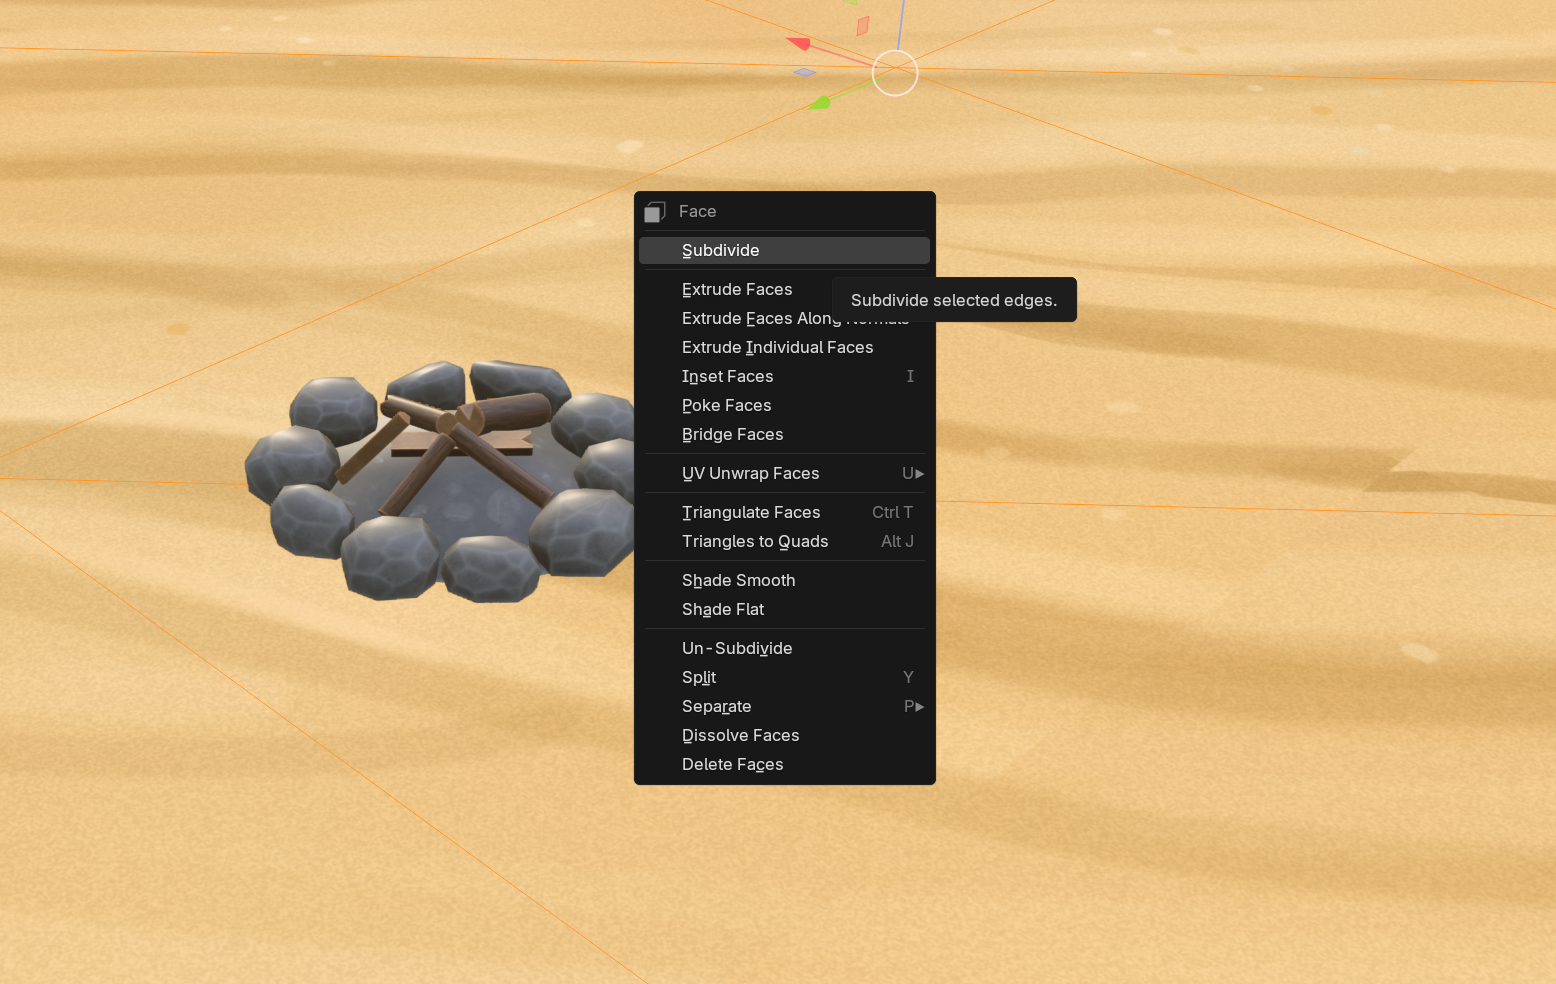 Face
Subdivide
Subdivide selected edges.
Extrude Faces
Extrude Faces Along Normals
Extrude Individual Faces
Inset Faces I
Poke Faces
Bridge Faces
UV Unwrap Faces U▶
Triangulate Faces Ctrl T
Triangles to Quads Alt J
Shade Smooth
Shade Flat
Un-Subdivide
Split Y
Separate P▶
Dissolve Faces
Delete Faces